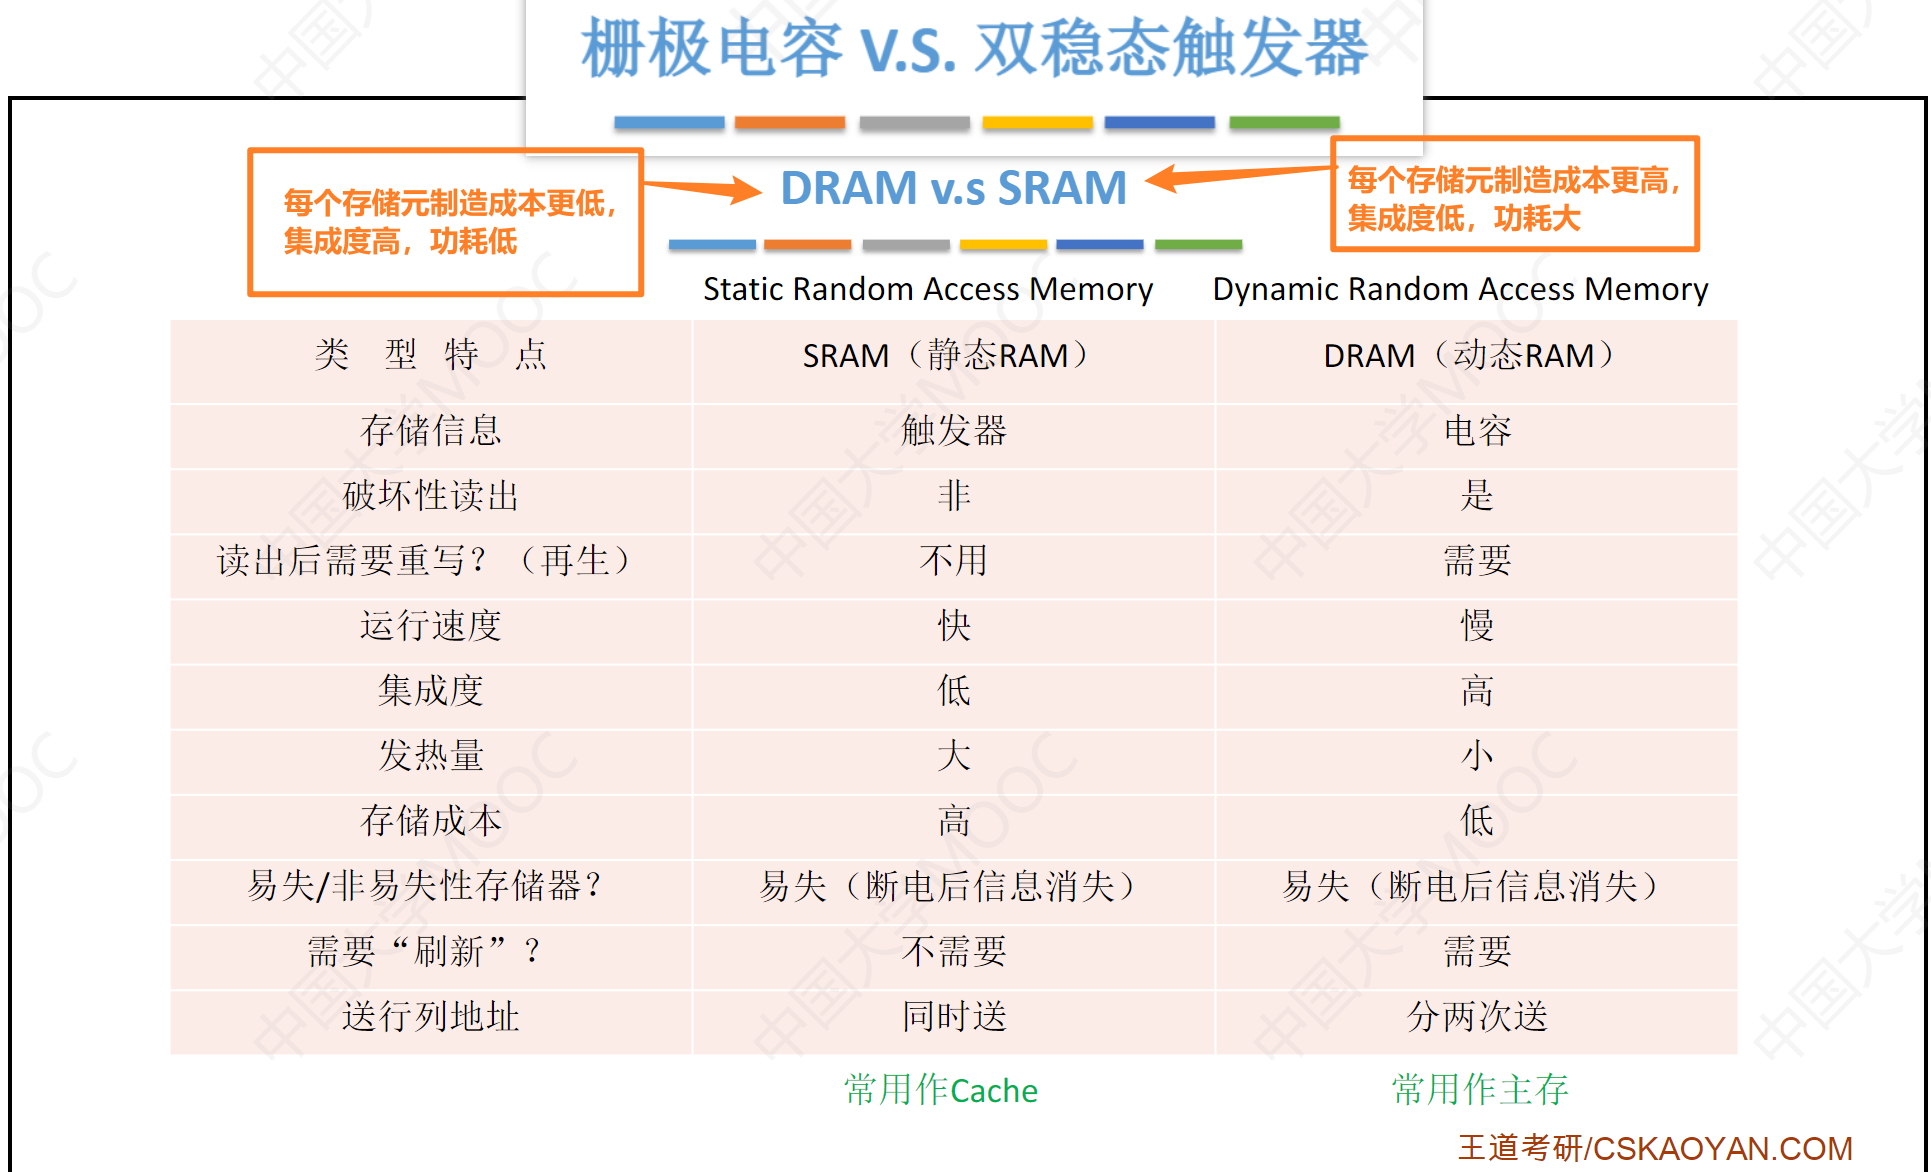 栅极电容 V.S. 双稳态触发器
每个存储元制造成本更低，
集成度高，功耗低
DRAM v.s SRAM
每个存储元制造成本更高，
集成度低，功耗大
Static Random Access Memory Dynamic Random Access Memory
类 型 特 点 SRAM（静态RAM） DRAM（动态RAM）
存储信息 触发器 电容
破坏性读出 非 是
读出后需要重写？（再生） 不用 需要
运行速度 快 慢
集成度 低 高
发热量 大 小
存储成本 高 低
易失/非易失性存储器？ 易失（断电后信息消失） 易失（断电后信息消失）
需要“刷新”？ 不需要 需要
送行列地址 同时送 分两次送
常用作Cache 常用作主存
王道考研/CSKAOYAN.COM
中国大学MOOC